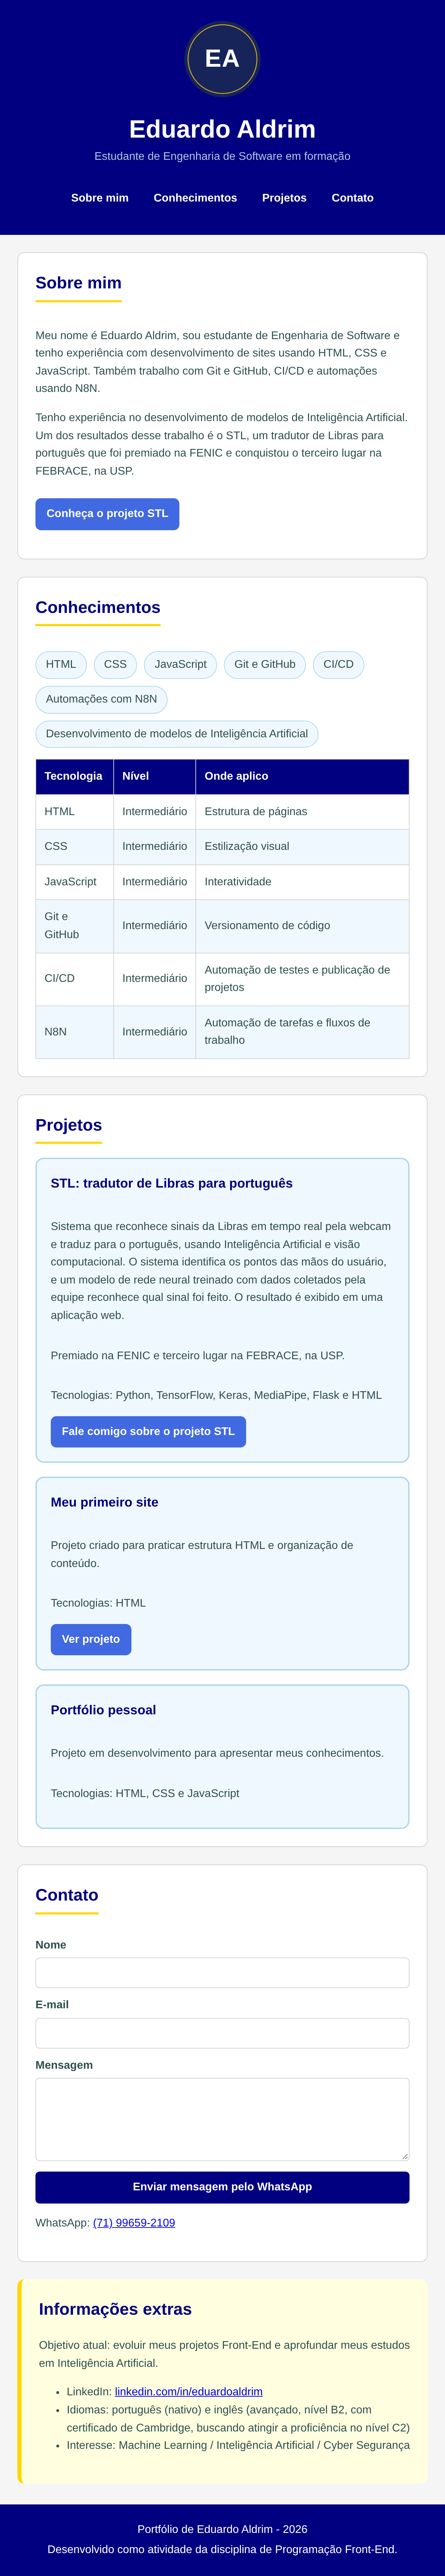 EA
Eduardo Aldrim
Estudante de Engenharia de Software em formação
Sobre mim Conhecimentos Projetos Contato
Sobre mim
Meu nome é Eduardo Aldrim, sou estudante de Engenharia de Software e
tenho experiência com desenvolvimento de sites usando HTML, CSS e
JavaScript. Também trabalho com Git e GitHub, CI/CD e automações
usando N8N.
Tenho experiência no desenvolvimento de modelos de Inteligência Artificial.
Um dos resultados desse trabalho é o STL, um tradutor de Libras para
português que foi premiado na FENIC e conquistou o terceiro lugar na
FEBRACE, na USP.
Conheça o projeto STL
Conhecimentos
HTML CSS JavaScript Git e GitHub CI/CD
Automações com N8N
Desenvolvimento de modelos de Inteligência Artificial
Tecnologia Nível Onde aplico
HTML Intermediário Estrutura de páginas
CSS Intermediário Estilização visual
JavaScript Intermediário Interatividade
Git e
GitHub Intermediário Versionamento de código
CI/CD Intermediário Automação de testes e publicação de
projetos
N8N Intermediário Automação de tarefas e fluxos de
trabalho
Projetos
STL: tradutor de Libras para português
Sistema que reconhece sinais da Libras em tempo real pela webcam
e traduz para o português, usando Inteligência Artificial e visão
computacional. O sistema identifica os pontos das mãos do usuário,
e um modelo de rede neural treinado com dados coletados pela
equipe reconhece qual sinal foi feito. O resultado é exibido em uma
aplicação web.
Premiado na FENIC e terceiro lugar na FEBRACE, na USP.
Tecnologias: Python, TensorFlow, Keras, MediaPipe, Flask e HTML
Fale comigo sobre o projeto STL
Meu primeiro site
Projeto criado para praticar estrutura HTML e organização de
conteúdo.
Tecnologias: HTML
Ver projeto
Portfólio pessoal
Projeto em desenvolvimento para apresentar meus conhecimentos.
Tecnologias: HTML, CSS e JavaScript
Contato
Nome
E-mail
Mensagem
Enviar mensagem pelo WhatsApp
WhatsApp: (71) 99659-2109
Informações extras
Objetivo atual: evoluir meus projetos Front-End e aprofundar meus estudos
em Inteligência Artificial.
• LinkedIn: linkedin.com/in/eduardoaldrim
• Idiomas: português (nativo) e inglês (avançado, nível B2, com
certificado de Cambridge, buscando atingir a proficiência no nível C2)
• Interesse: Machine Learning / Inteligência Artificial / Cyber Segurança
Portfólio de Eduardo Aldrim - 2026
Desenvolvido como atividade da disciplina de Programação Front-End.